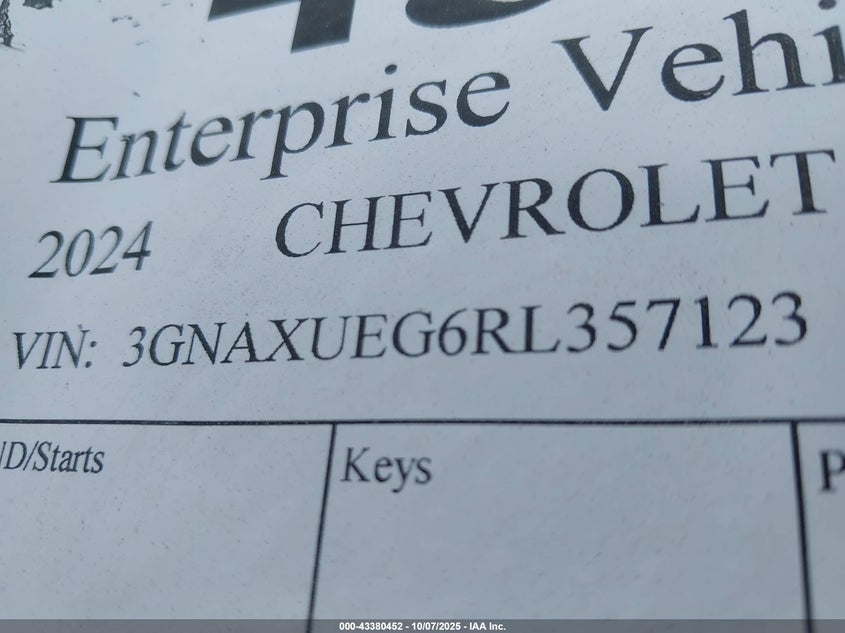 Enterprise Vehi
2024 CHEVROLET
VIN: 3GNAXUEG6RL357123
D/Starts
Keys
P
000-43380452 - 10/07/2025 - IAA Inc.